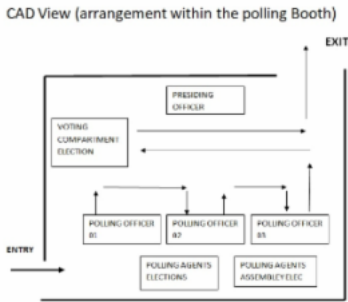 CAD View (arrangement within the polling Booth)
EXIT
PRESIDING
OFFICER
VOTING
COMPARTMENT
ELECTION
POLLING OFFICER
01
POLLING OFFICER
02
POLLING OFFICER
03
ENTRY
POLLING AGENTS
ELECTIONS
POLLING AGENTS
ASSEMBLEY ELEC